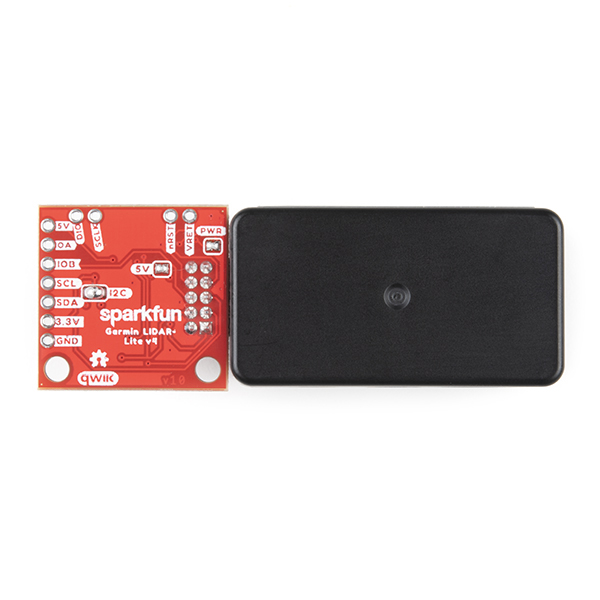 5V
DIO
SCLK
nRST
VRET
PWR
IOA
IOB
5V
SCL
I2C
SDA
sparkfun
3.3V
Garmin LIDAR-
Lite v4
GND
qwiic
v10